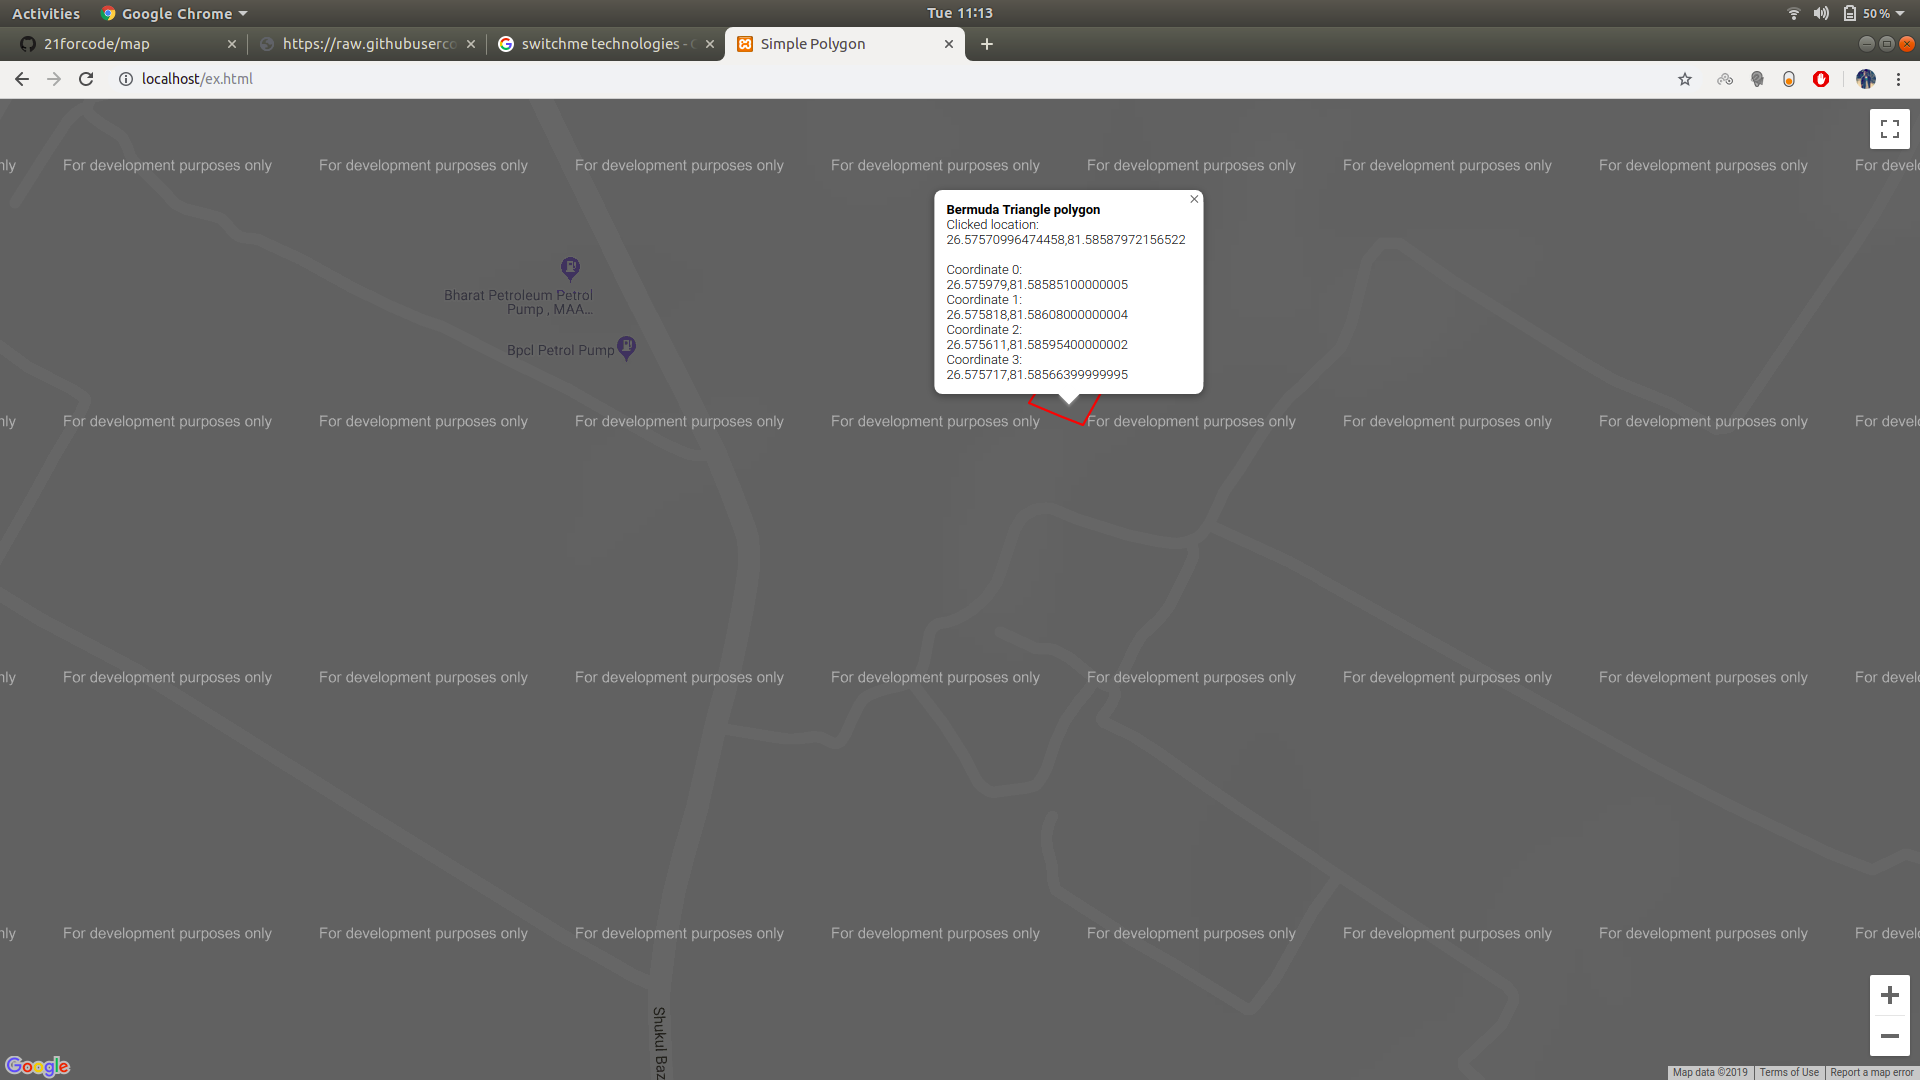 Activities
Google Chrome
Tue 11:13
50 %
21forcode/map
https://raw.githubuserco
switchme technologies - G
Simple Polygon
localhost/ex.html
nly For development purposes only For development purposes only For development purposes only For development purposes only For development purposes only For development purposes only For development purposes only For devel
Bermuda Triangle polygon
Clicked location:
26.57570996474458,81.58587972156522
Coordinate 0:
26.575979,81.58585100000005
Coordinate 1:
26.575818,81.58608000000004
Coordinate 2:
26.575611,81.58595400000002
Coordinate 3:
26.575717,81.58566399999995
Bharat Petroleum Petrol
Pump , MAA...
Bpcl Petrol Pump
nly For development purposes only For development purposes only For development purposes only For development purposes only For development purposes only For development purposes only For development purposes only For devel
nly For development purposes only For development purposes only For development purposes only For development purposes only For development purposes only For development purposes only For development purposes only For devel
nly For development purposes only For development purposes only For development purposes only For development purposes only For development purposes only For development purposes only For development purposes only For devel
Shukul Baz
Google
Map data ©2019
Terms of Use
Report a map error